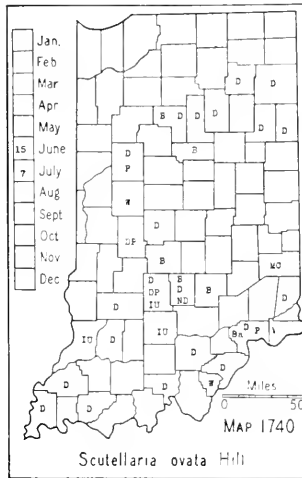 Jan.
Feb
Mar
Apr
May
15 June
7 July
Aug
Sept
Oct
Nov
Dec
D D
B D D D
D D
D B
P
W
D
DP
B MC
D B
DP D B
IU ND
D D
IU D IU
Bn D P
D
D D W
D D D
Miles
0 50
MAP 1740
Scutellaria ovata Hill